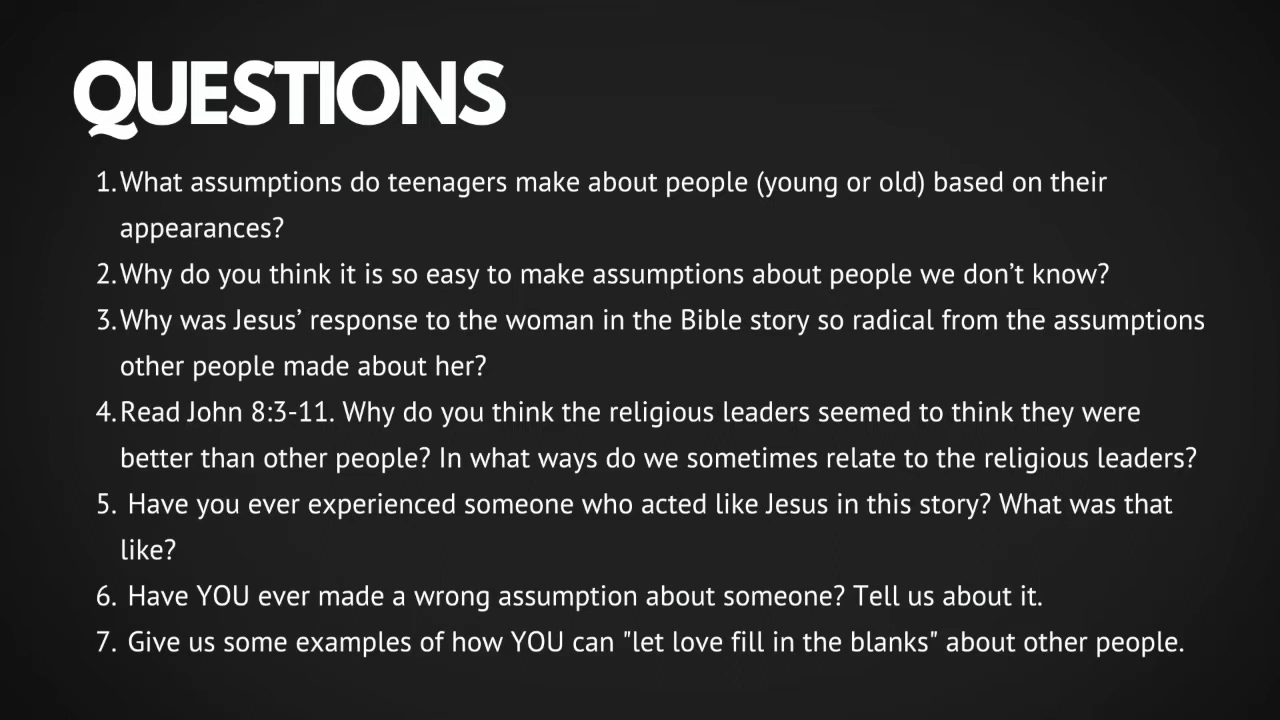 QUESTIONS
1. What assumptions do teenagers make about people (young or old) based on their
appearances?
2. Why do you think it is so easy to make assumptions about people we don’t know?
3. Why was Jesus’ response to the woman in the Bible story so radical from the assumptions
other people made about her?
4. Read John 8:3-11. Why do you think the religious leaders seemed to think they were
better than other people? In what ways do we sometimes relate to the religious leaders?
5. Have you ever experienced someone who acted like Jesus in this story? What was that
like?
6. Have YOU ever made a wrong assumption about someone? Tell us about it.
7. Give us some examples of how YOU can "let love fill in the blanks" about other people.